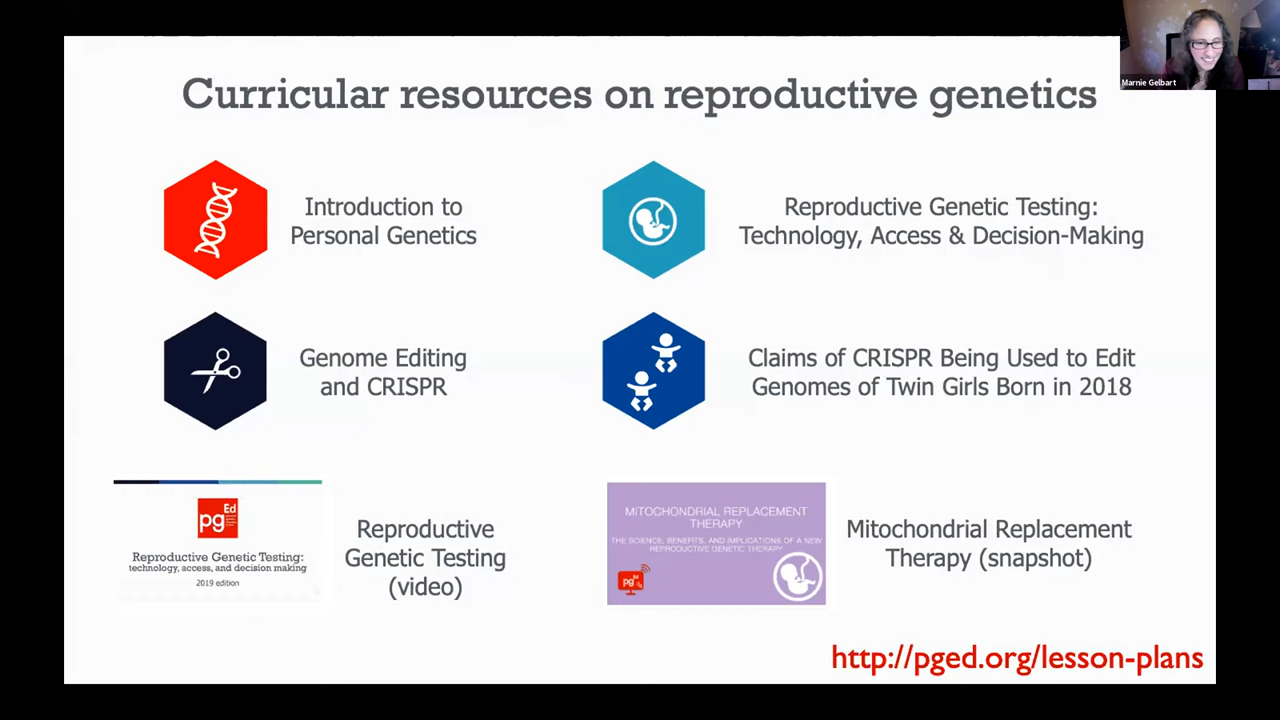 Marnie Gelbart
Curricular resources on reproductive genetics
Introduction to
Personal Genetics
Reproductive Genetic Testing:
Technology, Access & Decision-Making
Genome Editing
and CRISPR
Claims of CRISPR Being Used to Edit
Genomes of Twin Girls Born in 2018
pgEd
Reproductive Genetic Testing:
technology, access, and decision making
2019 edition
Reproductive
Genetic Testing
(video)
MITOCHONDRIAL REPLACEMENT
THERAPY
THE SCIENCE, BENEFITS, AND IMPLICATIONS OF A NEW
REPRODUCTIVE GENETIC THERAPY
pgEd
Mitochondrial Replacement
Therapy (snapshot)
http://pged.org/lesson-plans